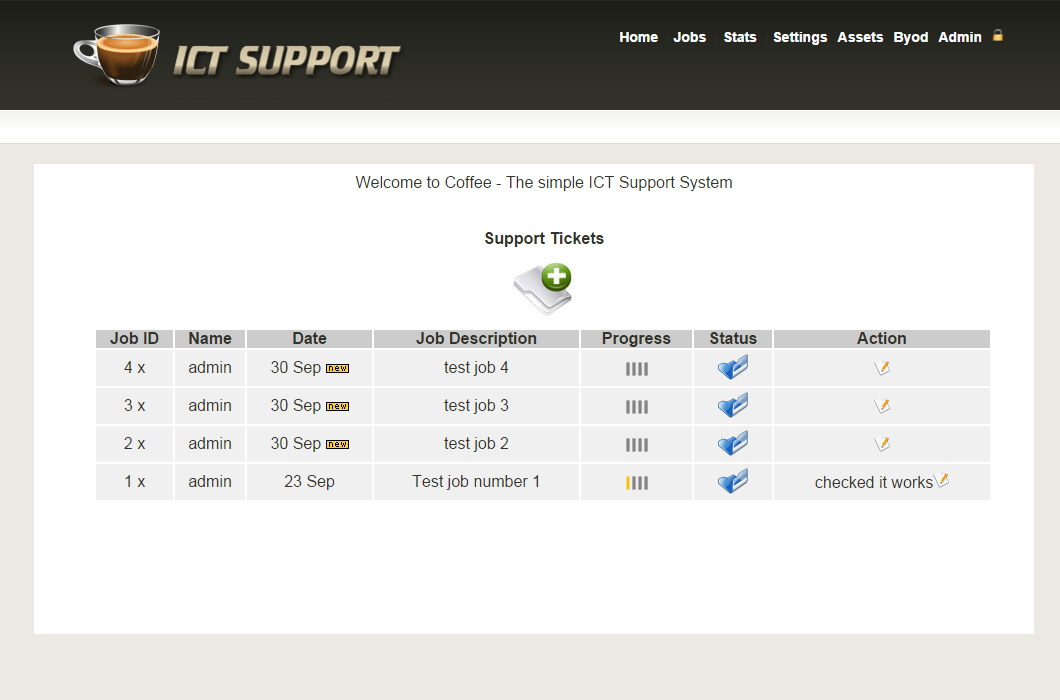 ICT SUPPORT
Home Jobs Stats Settings Assets Byod Admin
Welcome to Coffee - The simple ICT Support System
Support Tickets
Job ID Name Date Job Description Progress Status Action
4 x admin 30 Sep new test job 4
3 x admin 30 Sep new test job 3
2 x admin 30 Sep new test job 2
1 x admin 23 Sep Test job number 1 checked it works